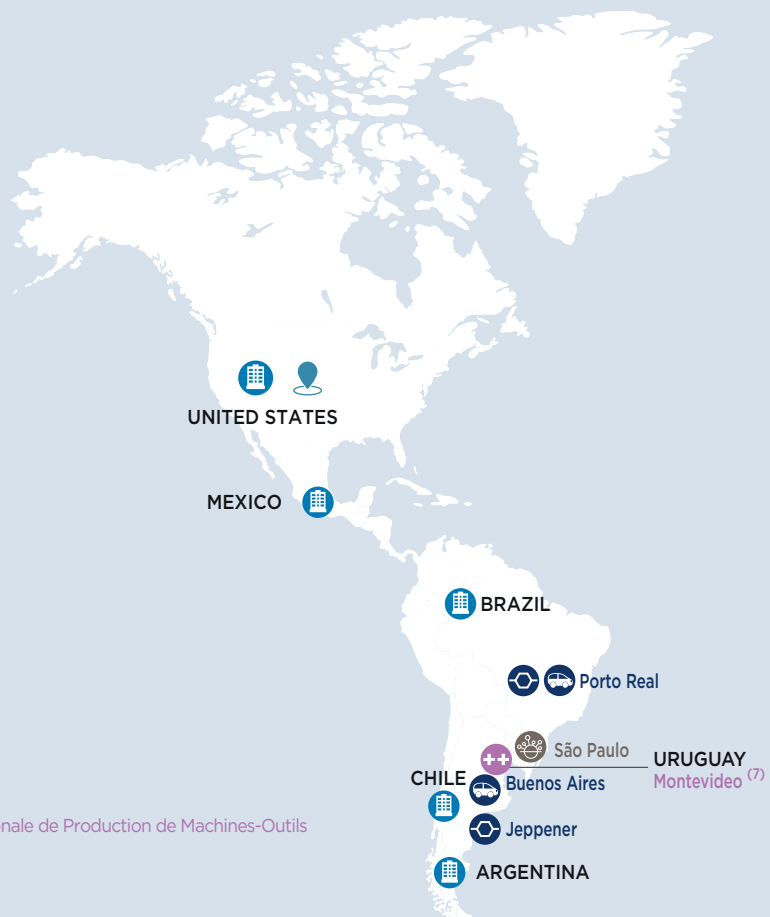 UNITED STATES
MEXICO
BRAZIL
Porto Real
São Paulo
URUGUAY
Montevideo (7)
CHILE
Buenos Aires
onale de Production de Machines-Outils
Jeppener
ARGENTINA